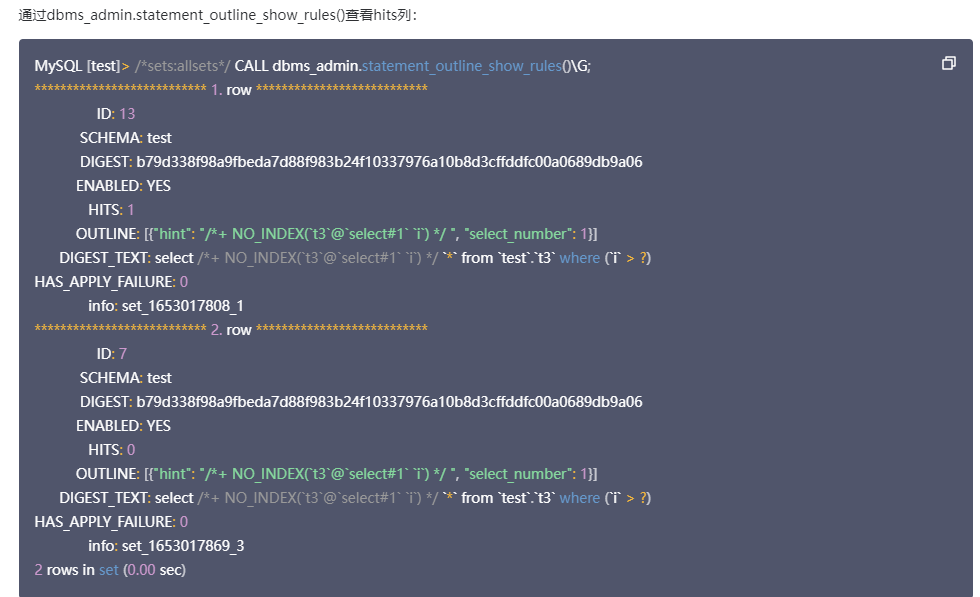 通过dbms_admin.statement_outline_show_rules()查看hits列：
MySQL [test]> /*sets:allsets*/ CALL dbms_admin.statement_outline_show_rules()\G;
*************************** 1. row ***************************
ID: 13
SCHEMA: test
DIGEST: b79d338f98a9fbeda7d88f983b24f10337976a10b8d3cffddfc00a0689db9a06
ENABLED: YES
HITS: 1
OUTLINE: [{"hint": "/*+ NO_INDEX(`t3`@`select#1` `i`) */ ", "select_number": 1}]
DIGEST_TEXT: select /*+ NO_INDEX(`t3`@`select#1` `i`) */ `*` from `test`.`t3` where (`i` > ?)
HAS_APPLY_FAILURE: 0
info: set_1653017808_1
*************************** 2. row ***************************
ID: 7
SCHEMA: test
DIGEST: b79d338f98a9fbeda7d88f983b24f10337976a10b8d3cffddfc00a0689db9a06
ENABLED: YES
HITS: 0
OUTLINE: [{"hint": "/*+ NO_INDEX(`t3`@`select#1` `i`) */ ", "select_number": 1}]
DIGEST_TEXT: select /*+ NO_INDEX(`t3`@`select#1` `i`) */ `*` from `test`.`t3` where (`i` > ?)
HAS_APPLY_FAILURE: 0
info: set_1653017869_3
2 rows in set (0.00 sec)